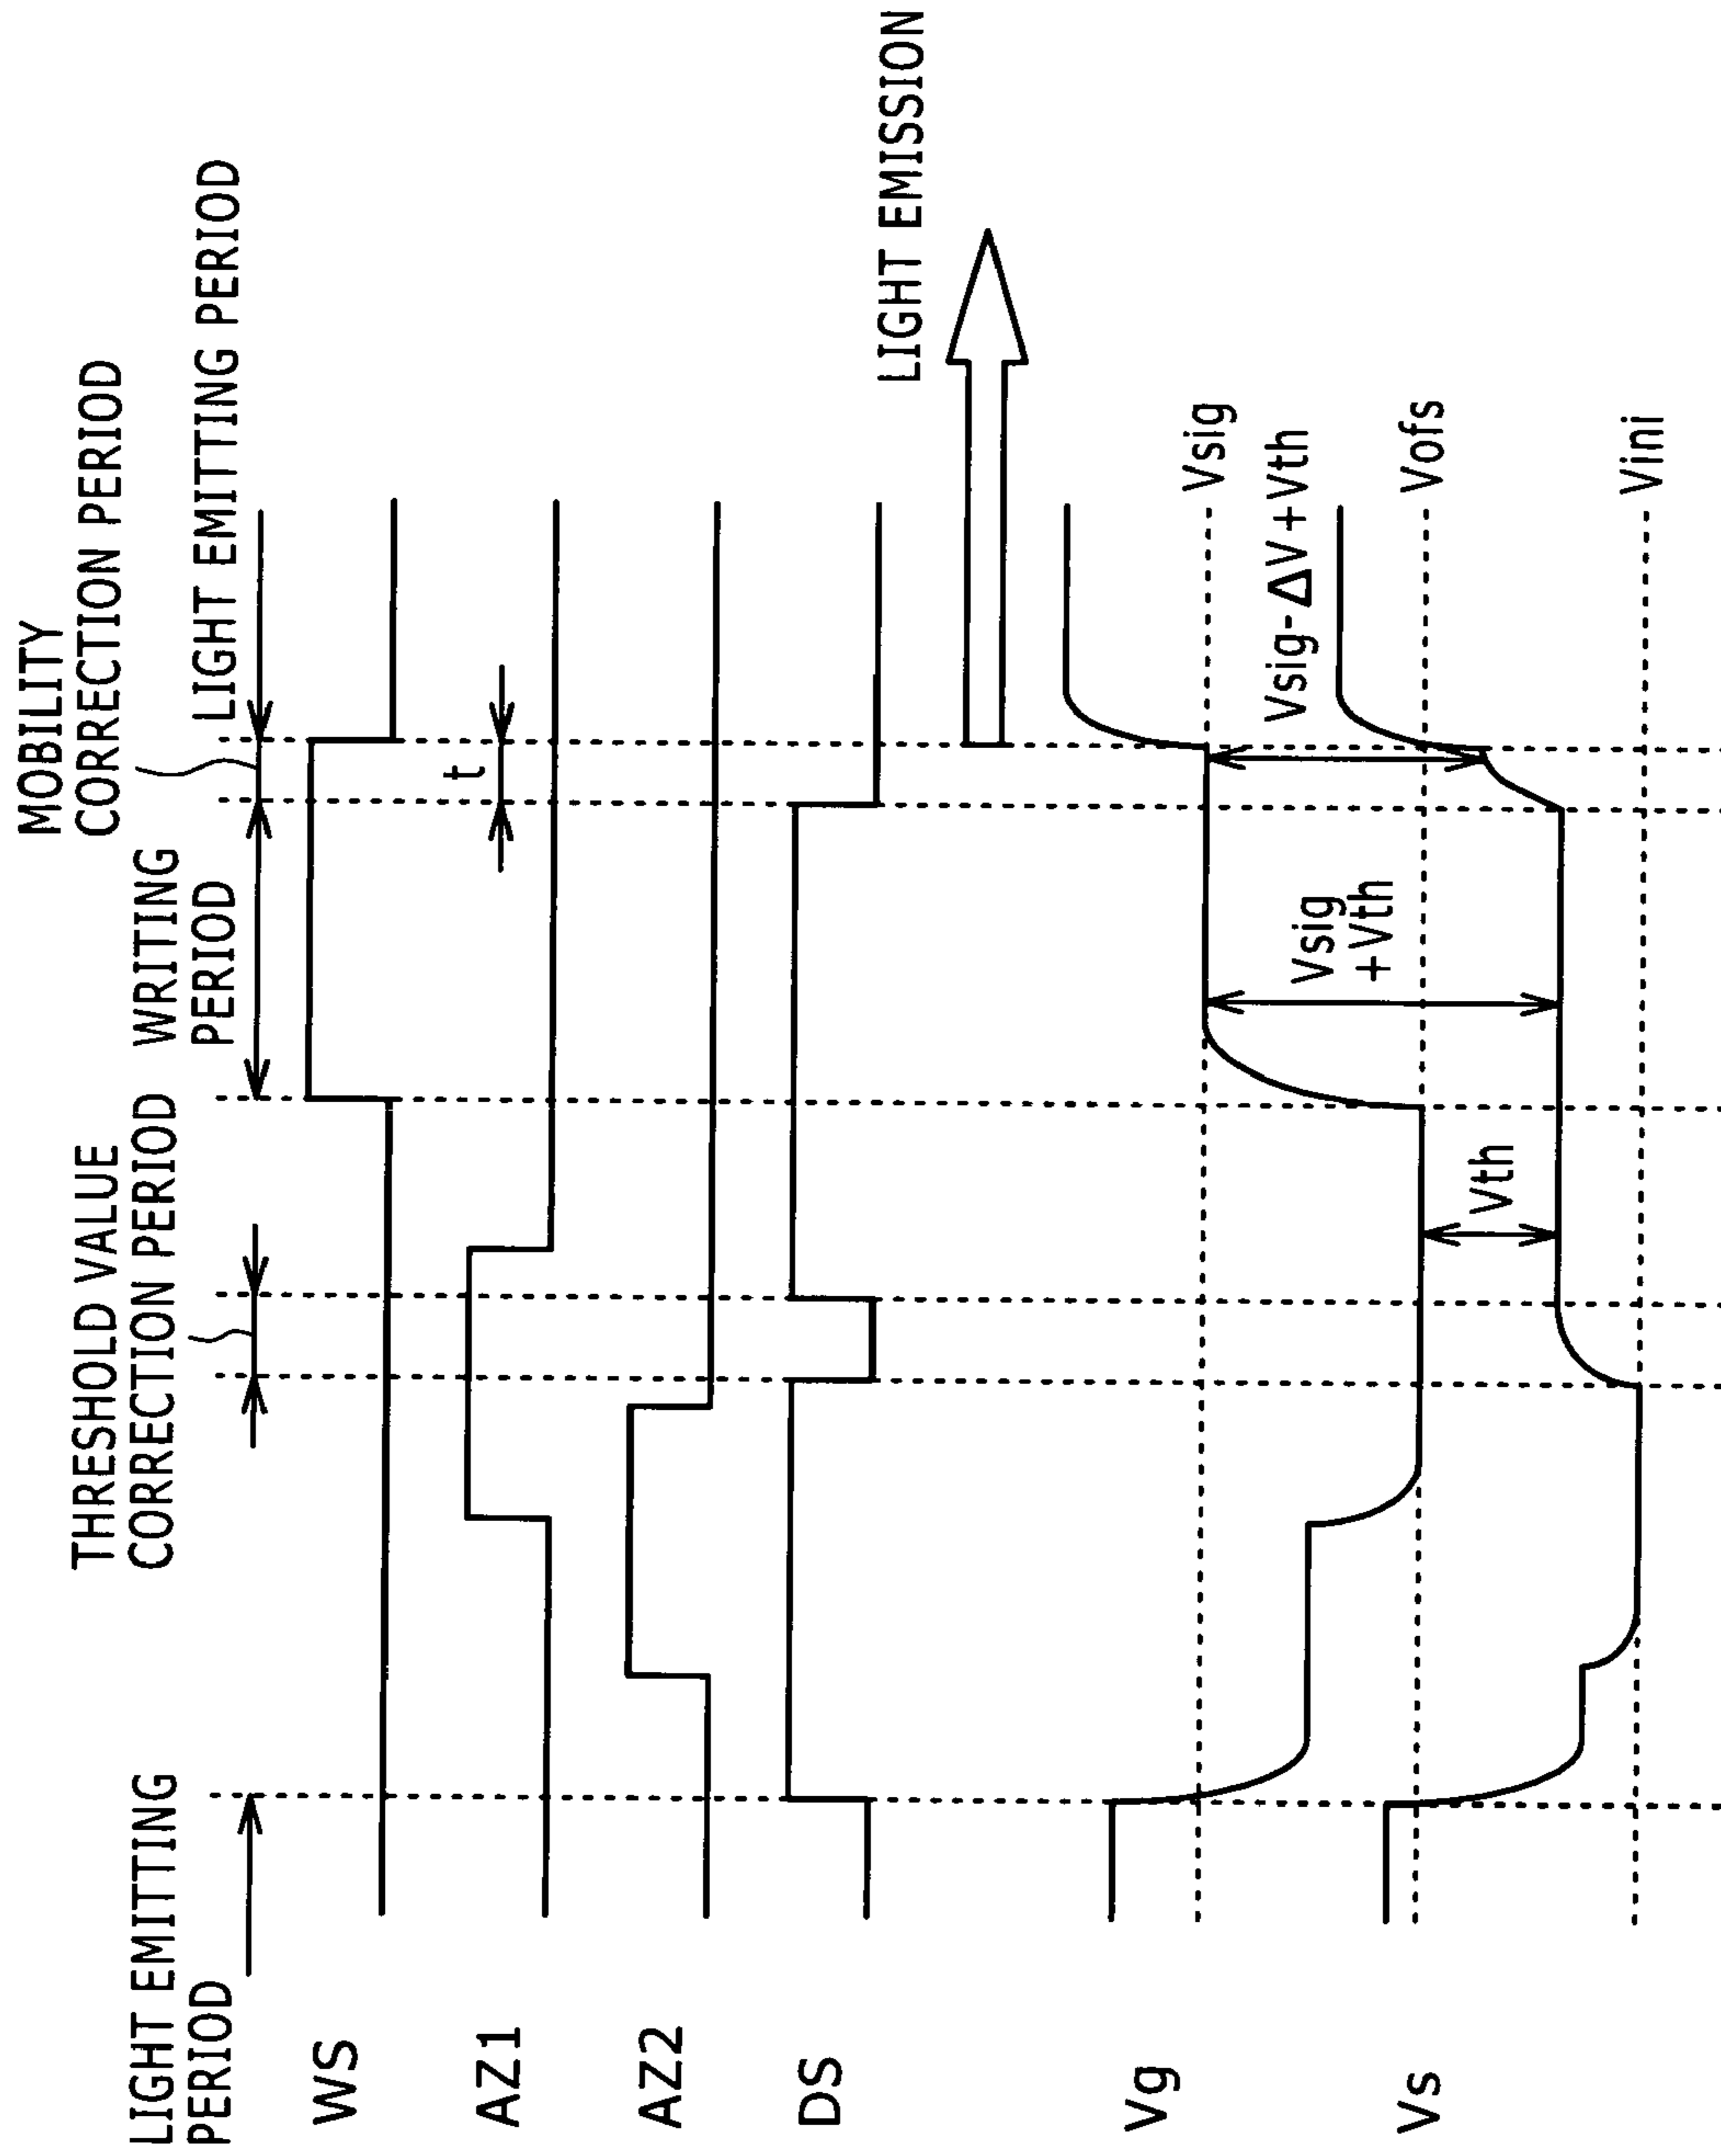 MOBILITY
CORRECTION PERIOD
THRESHOLD VALUE
CORRECTION PERIOD
WRITING
PERIOD
LIGHT EMITTING PERIOD
LIGHT EMITTING
PERIOD
WS
t
AZ1
AZ2
DS
LIGHT EMISSION
Vg
Vsig
Vsig-ΔV+Vth
Vsig
+Vth
Vth
Vofs
Vs
Vini